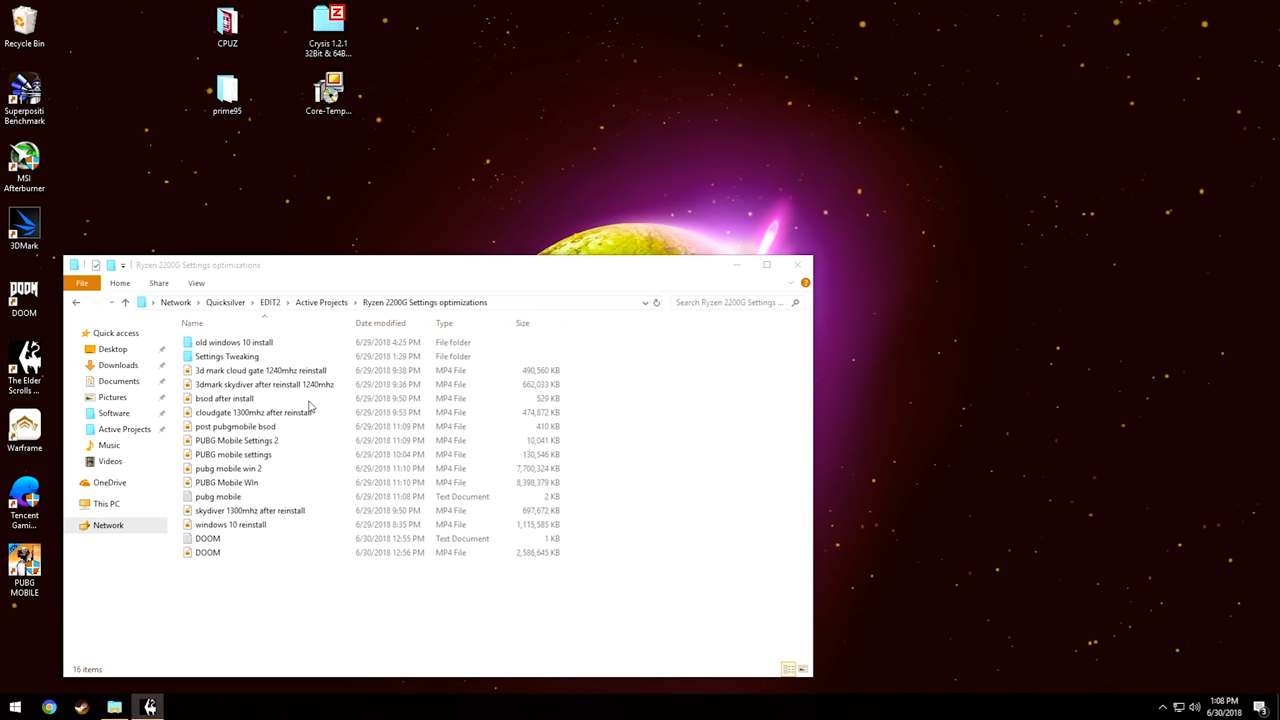 Recycle Bin
CPUZ
Crysis 1.2.1
32Bit & 64B...
Superpositi
Benchmark
prime95
Core-Temp...
MSI
Afterburner
3DMark
DOOM
The Elder
Scrolls ...
Warframe
Tencent
Gami...
PUBG
MOBILE
Ryzen 2200G Settings optimizations
File Home Share View
Network > Quicksilver > EDIT2 > Active Projects > Ryzen 2200G Settings optimizations
Search Ryzen 2200G Settings ...
Quick access
Desktop
Downloads
Documents
Pictures
Software
Active Projects
Music
Videos
OneDrive
This PC
Network
Name Date modified Type Size
old windows 10 install 6/29/2018 4:25 PM File folder
Settings Tweaking 6/29/2018 1:29 PM File folder
3d mark cloud gate 1240mhz reinstall 6/29/2018 9:38 PM MP4 File 490,560 KB
3dmark skydiver after reinstall 1240mhz 6/29/2018 9:36 PM MP4 File 662,033 KB
bsod after install 6/29/2018 9:50 PM MP4 File 529 KB
cloudgate 1300mhz after reinstall 6/29/2018 9:53 PM MP4 File 474,872 KB
post pubgmobile bsod 6/29/2018 11:09 PM MP4 File 410 KB
PUBG Mobile Settings 2 6/29/2018 11:09 PM MP4 File 10,041 KB
PUBG mobile settings 6/29/2018 10:04 PM MP4 File 130,546 KB
pubg mobile win 2 6/29/2018 11:10 PM MP4 File 7,700,324 KB
PUBG Mobile WIn 6/29/2018 11:10 PM MP4 File 8,398,379 KB
pubg mobile 6/29/2018 11:08 PM Text Document 2 KB
skydiver 1300mhz after reinstall 6/29/2018 9:50 PM MP4 File 697,672 KB
windows 10 reinstall 6/29/2018 8:35 PM MP4 File 1,115,585 KB
DOOM 6/30/2018 12:55 PM Text Document 1 KB
DOOM 6/30/2018 12:56 PM MP4 File 2,586,645 KB
16 items
1:08 PM
6/30/2018
3